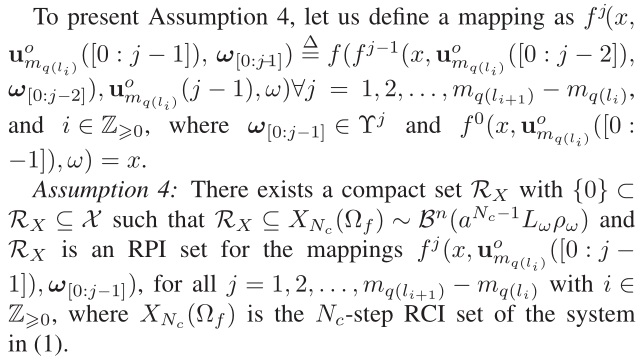 To present Assumption 4, let us define a mapping as f^j(x,
𝐮^o_{m_{q(l_i)}}([0 : j − 1]), 𝝎_{[0:j-1]}) ≜ f(f^{j−1}(x, 𝐮^o_{m_{q(l_i)}}([0 : j − 2]),
𝝎_{[0:j−2]}), 𝐮^o_{m_{q(l_i)}}(j − 1), ω)∀j = 1, 2, . . . , m_{q(l_{i+1})} − m_{q(l_i)},
and i ∈ ℤ_{⩾0}, where 𝝎_{[0:j−1]} ∈ Υ^j and f^0(x, 𝐮^o_{m_{q(l_i)}}([0 :
−1]), ω) = x.
Assumption 4: There exists a compact set ℛ_X with {0} ⊂
ℛ_X ⊆ 𝒳 such that ℛ_X ⊆ X_{N_c}(Ω_f) ∼ ℬ^n(a^{N_c−1}L_ωρ_ω) and
ℛ_X is an RPI set for the mappings f^j(x, 𝐮^o_{m_{q(l_i)}}([0 : j −
1]), 𝝎_{[0:j−1]}), for all j = 1, 2, . . . , m_{q(l_{i+1})} − m_{q(l_i)} with i ∈
ℤ_{⩾0}, where X_{N_c}(Ω_f) is the N_c-step RCI set of the system
in (1).